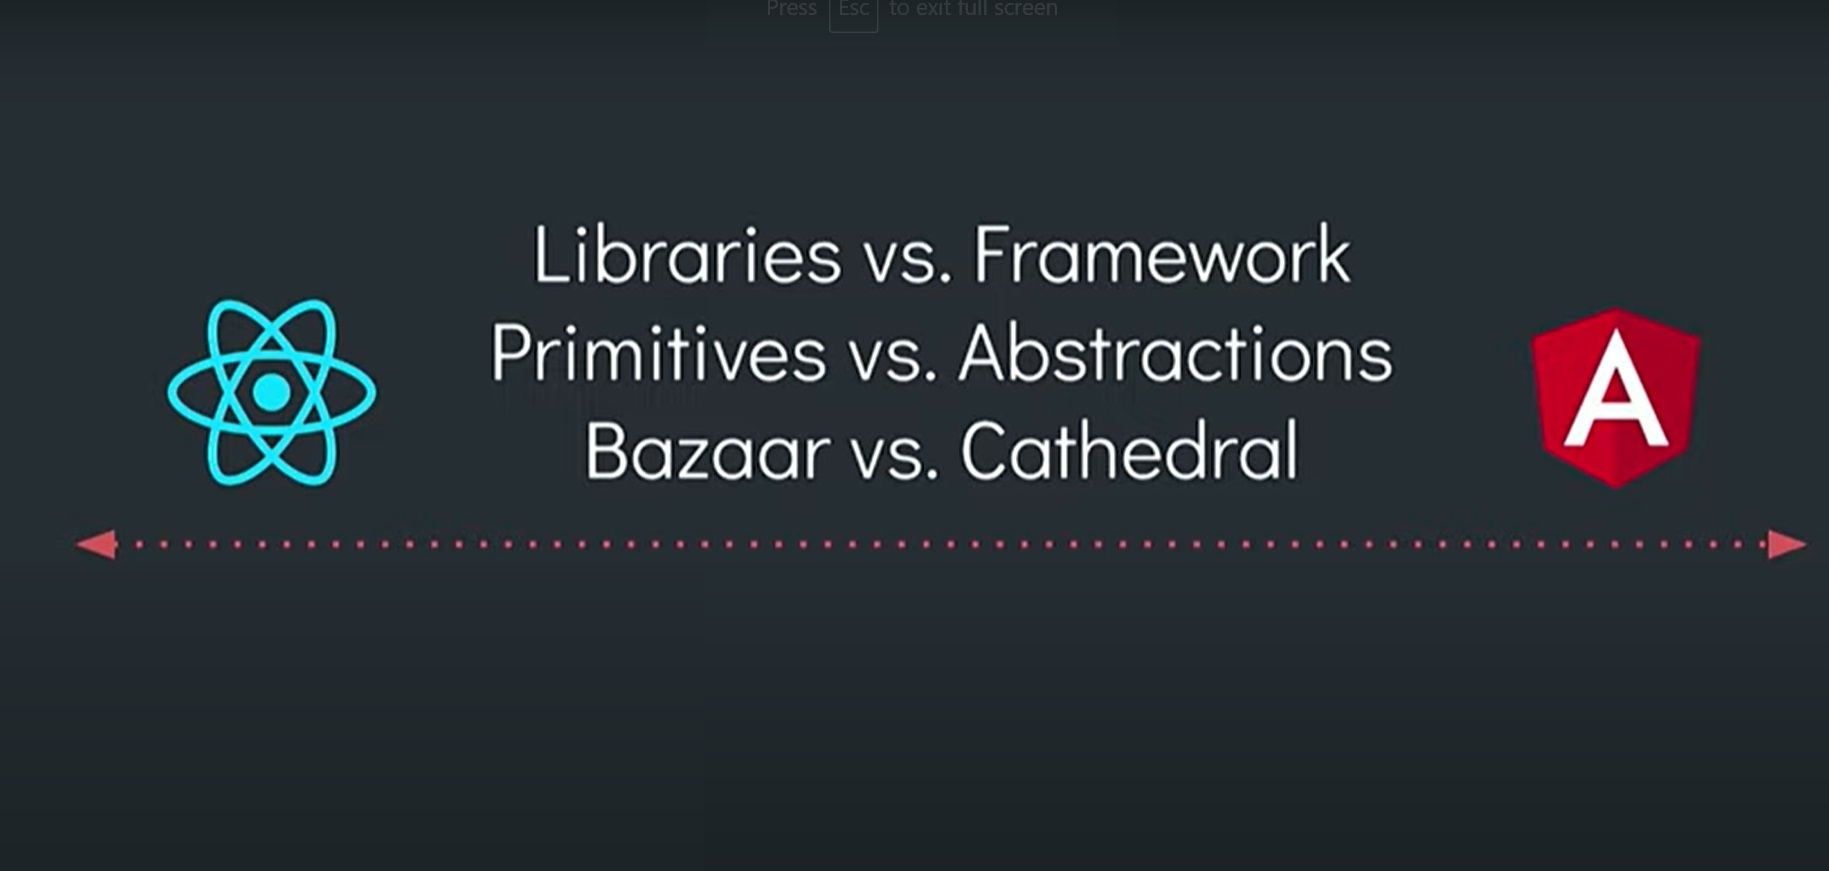 Press Esc to exit full screen
Libraries vs. Framework
Primitives vs. Abstractions
Bazaar vs. Cathedral
A